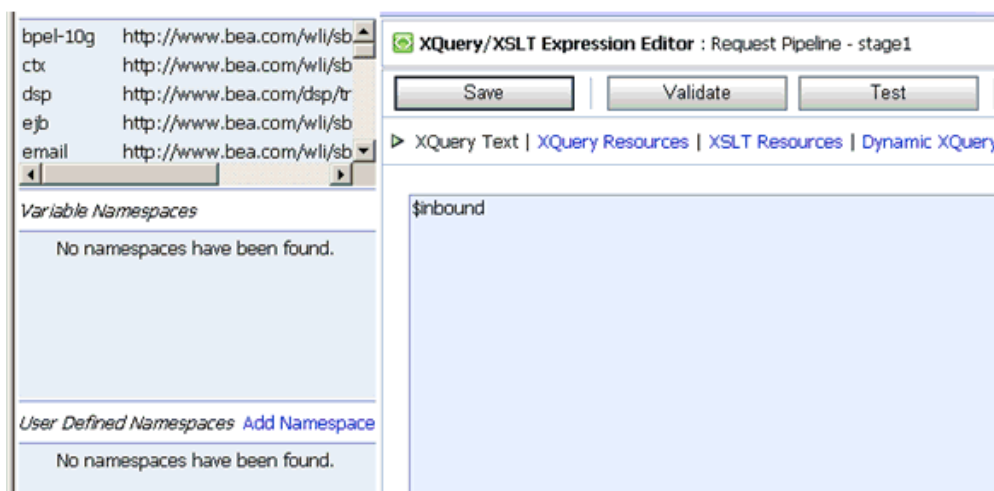 bpel-10g http://www.bea.com/wli/sb
ctx http://www.bea.com/wli/sb
dsp http://www.bea.com/dsp/tr
ejb http://www.bea.com/wli/sb
email http://www.bea.com/wli/sb
Variable Namespaces
No namespaces have been found.
User Defined Namespaces Add Namespace
No namespaces have been found.
XQuery/XSLT Expression Editor : Request Pipeline - stage1
Save Validate Test
XQuery Text | XQuery Resources | XSLT Resources | Dynamic XQuery
$inbound